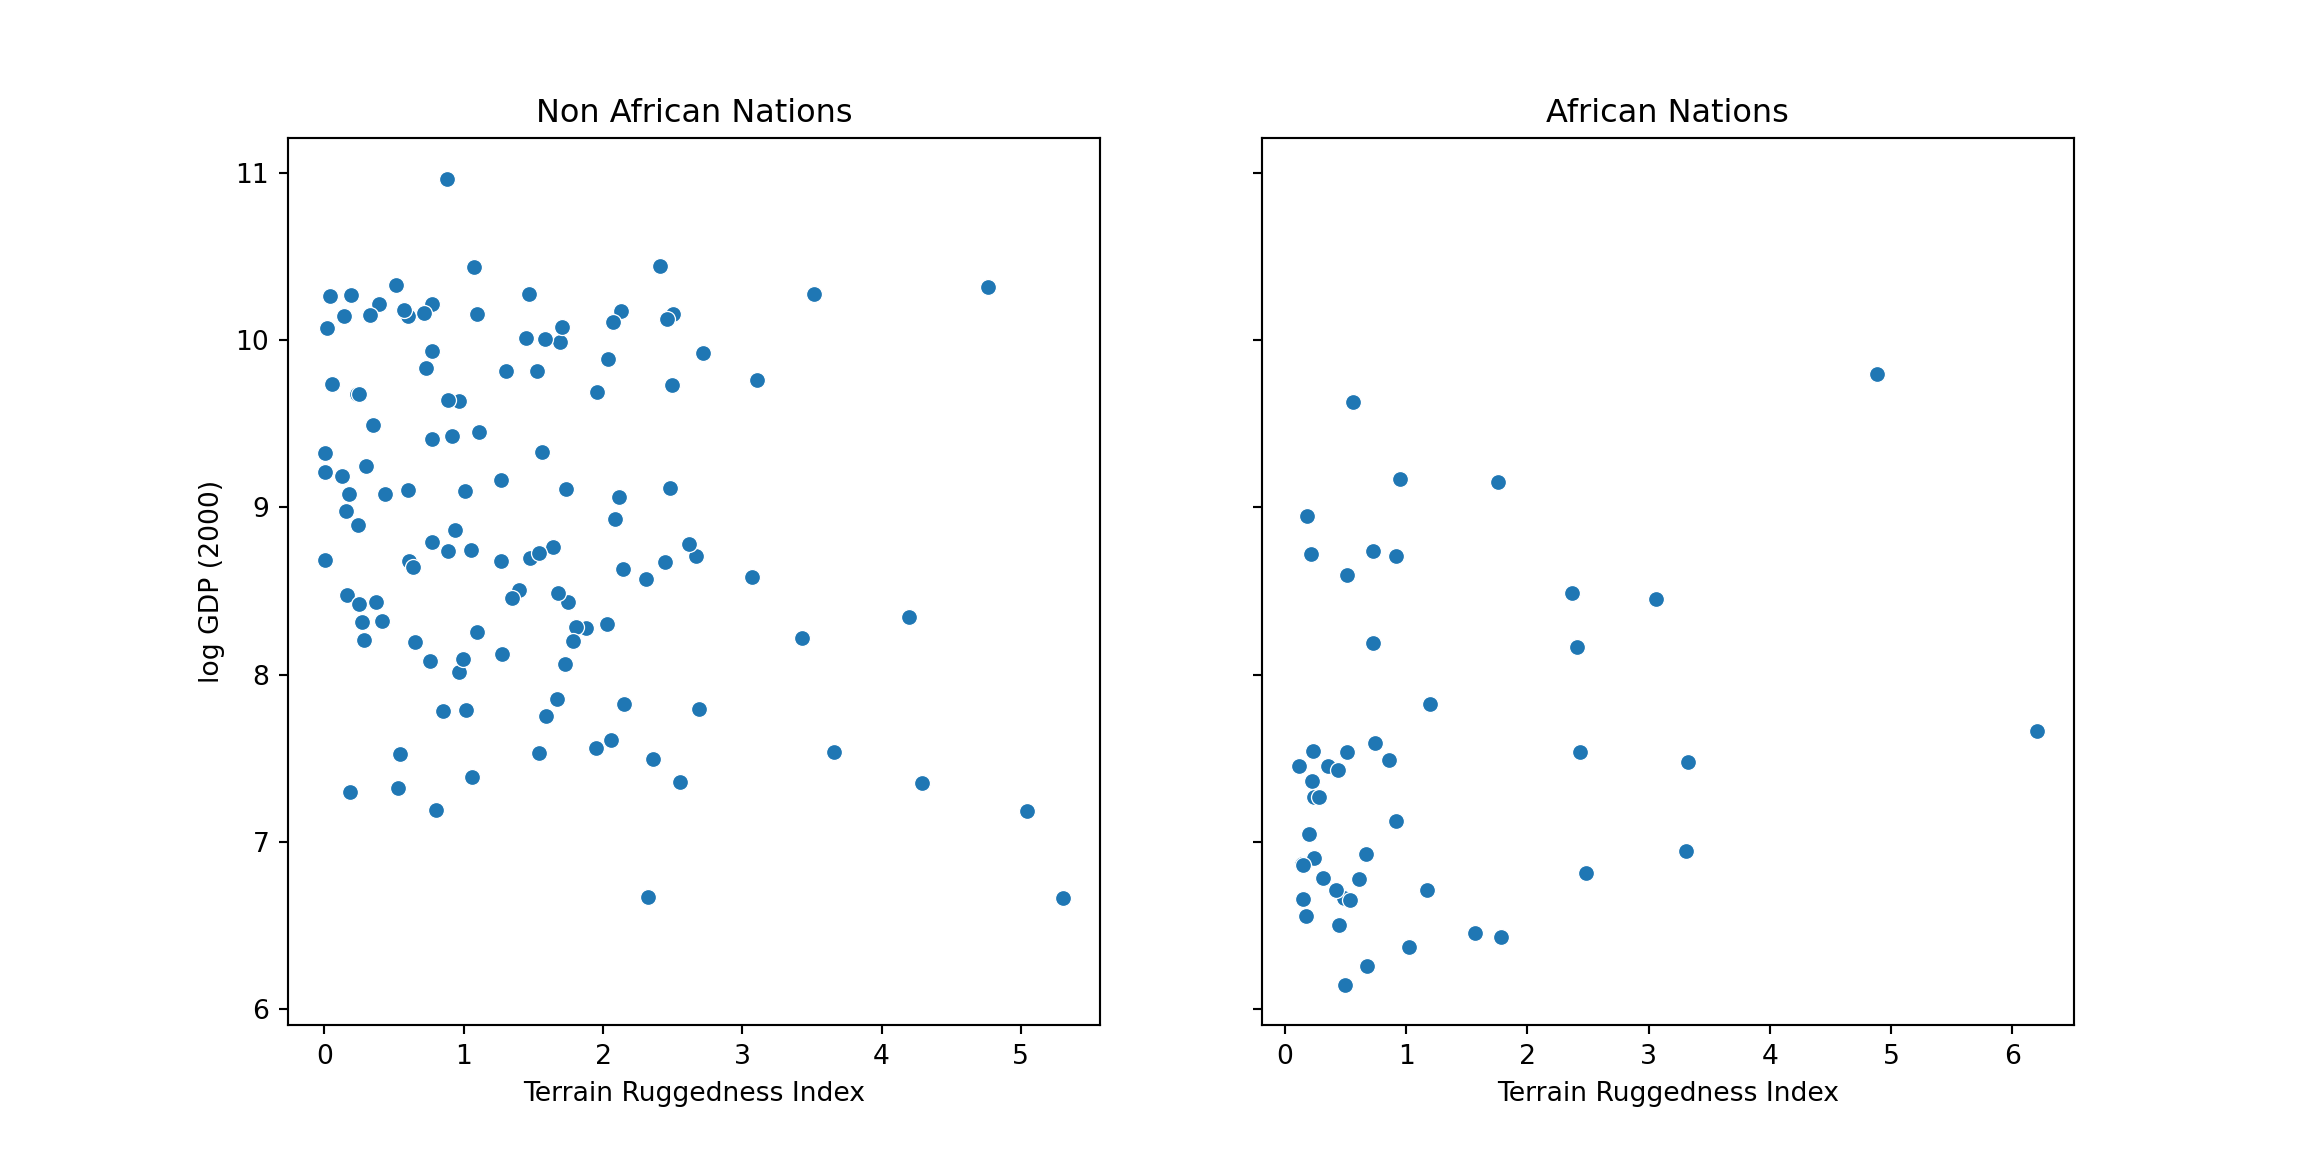 Non African Nations
African Nations
11
10
9
8
7
6
log GDP (2000)
0 1 2 3 4 5
0 1 2 3 4 5 6
Terrain Ruggedness Index
Terrain Ruggedness Index